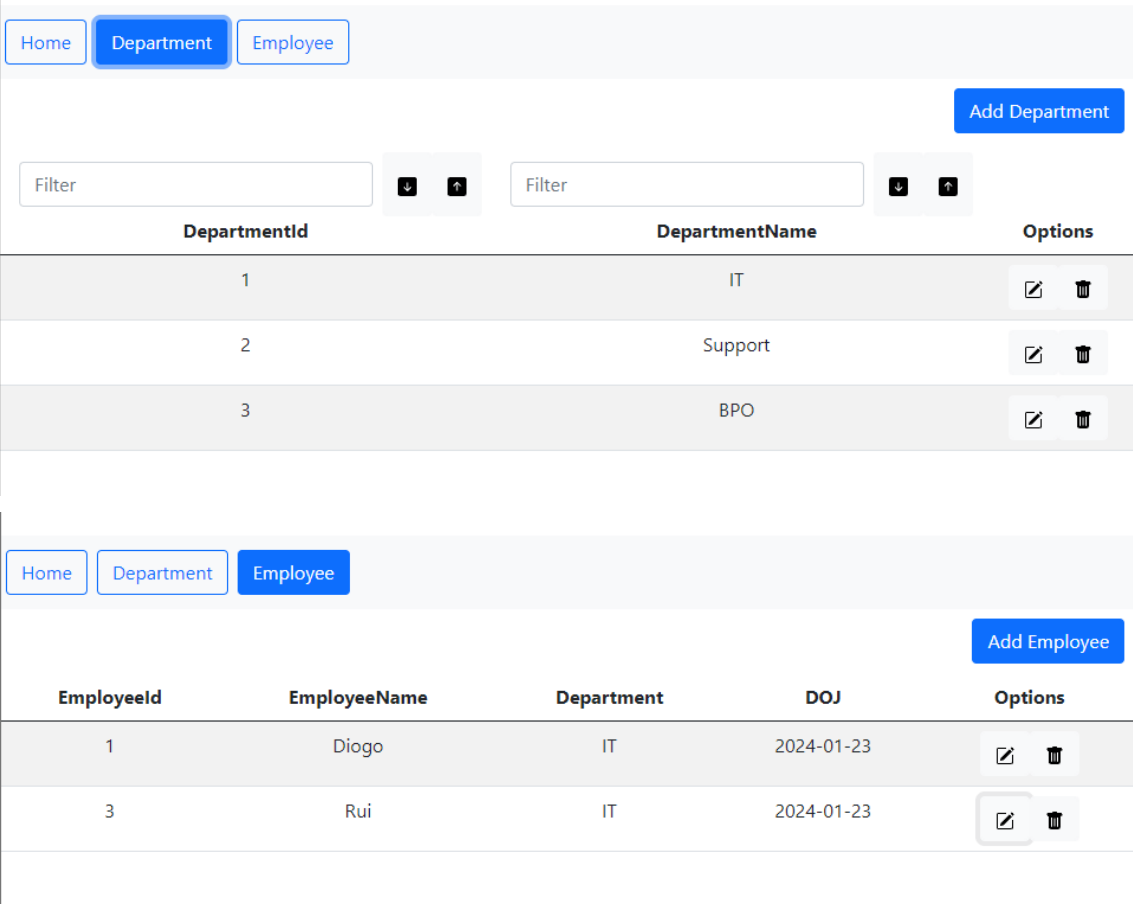 Home Department Employee
Add Department
Filter Filter
DepartmentId DepartmentName Options
1 IT
2 Support
3 BPO
Home Department Employee
Add Employee
EmployeeId EmployeeName Department DOJ Options
1 Diogo IT 2024-01-23
3 Rui IT 2024-01-23